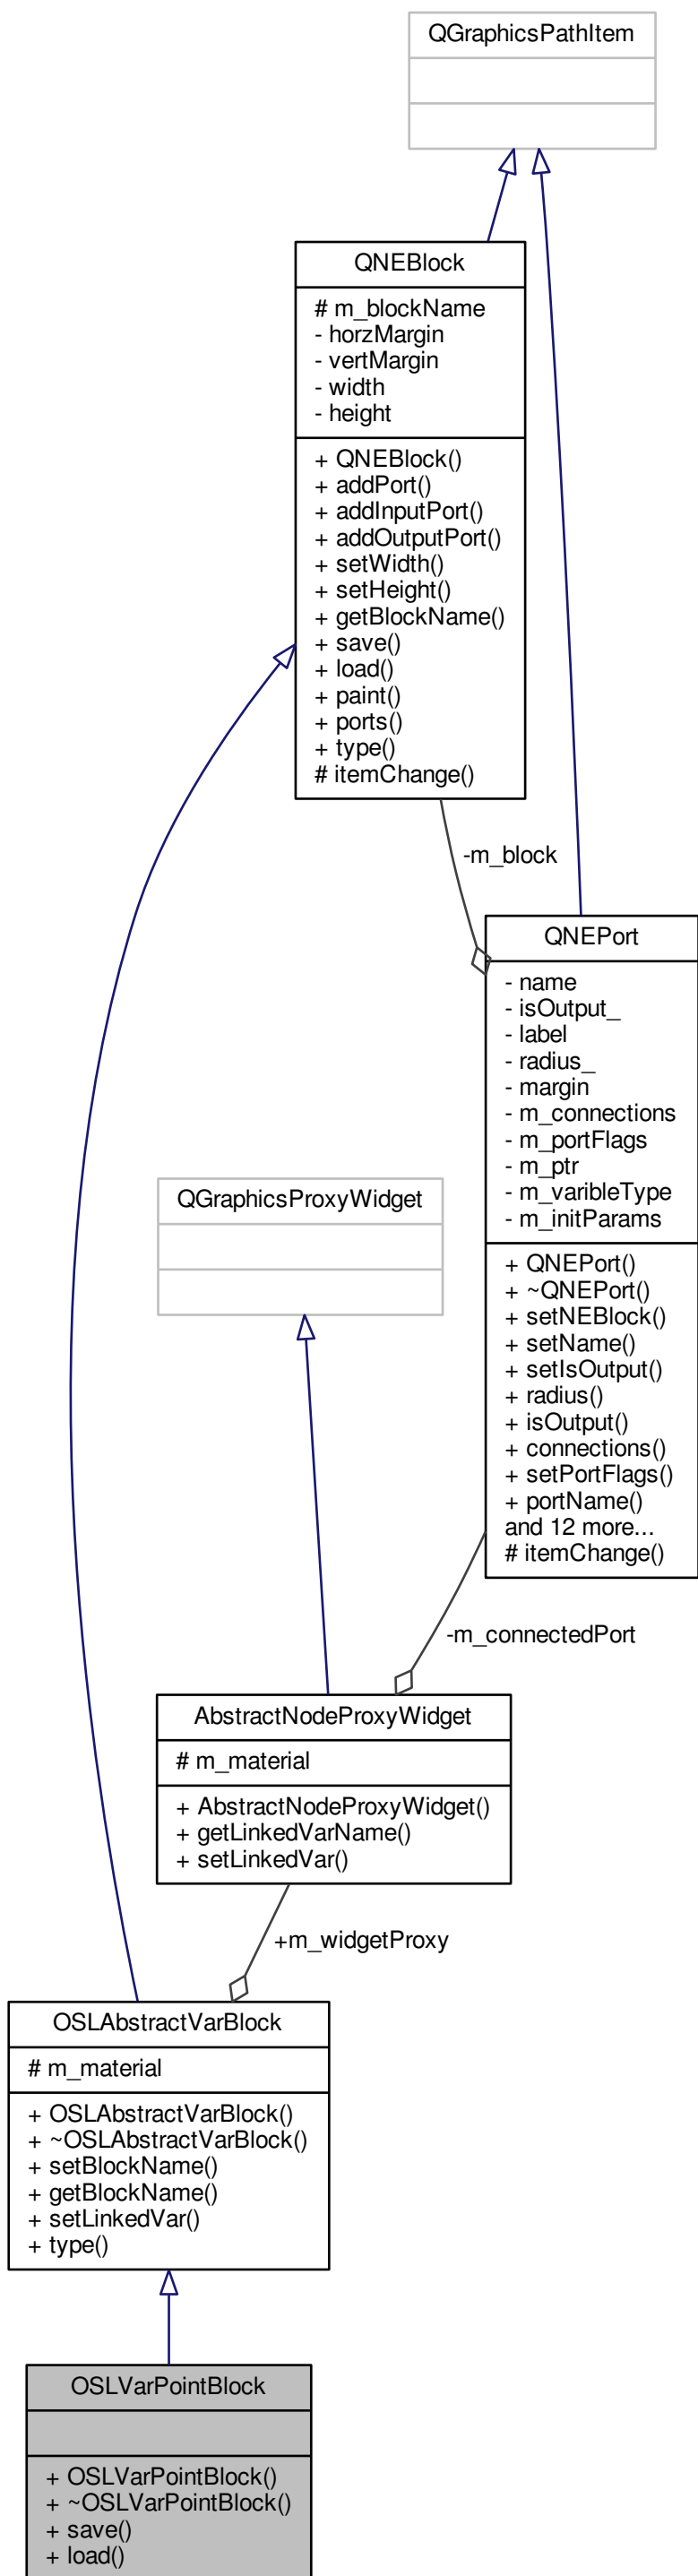 QGraphicsPathItem
QNEBlock
# m_blockName
- horzMargin
- vertMargin
- width
- height
+ QNEBlock()
+ addPort()
+ addInputPort()
+ addOutputPort()
+ setWidth()
+ setHeight()
+ getBlockName()
+ save()
+ load()
+ paint()
+ ports()
+ type()
# itemChange()
-m_block
QNEPort
- name
- isOutput_
- label
- radius_
- margin
- m_connections
- m_portFlags
- m_ptr
- m_varibleType
- m_initParams
+ QNEPort()
+ ~QNEPort()
+ setNEBlock()
+ setName()
+ setIsOutput()
+ radius()
+ isOutput()
+ connections()
+ setPortFlags()
+ portName()
and 12 more...
# itemChange()
QGraphicsProxyWidget
-m_connectedPort
AbstractNodeProxyWidget
# m_material
+ AbstractNodeProxyWidget()
+ getLinkedVarName()
+ setLinkedVar()
+m_widgetProxy
OSLAbstractVarBlock
# m_material
+ OSLAbstractVarBlock()
+ ~OSLAbstractVarBlock()
+ setBlockName()
+ getBlockName()
+ setLinkedVar()
+ type()
OSLVarPointBlock
+ OSLVarPointBlock()
+ ~OSLVarPointBlock()
+ save()
+ load()